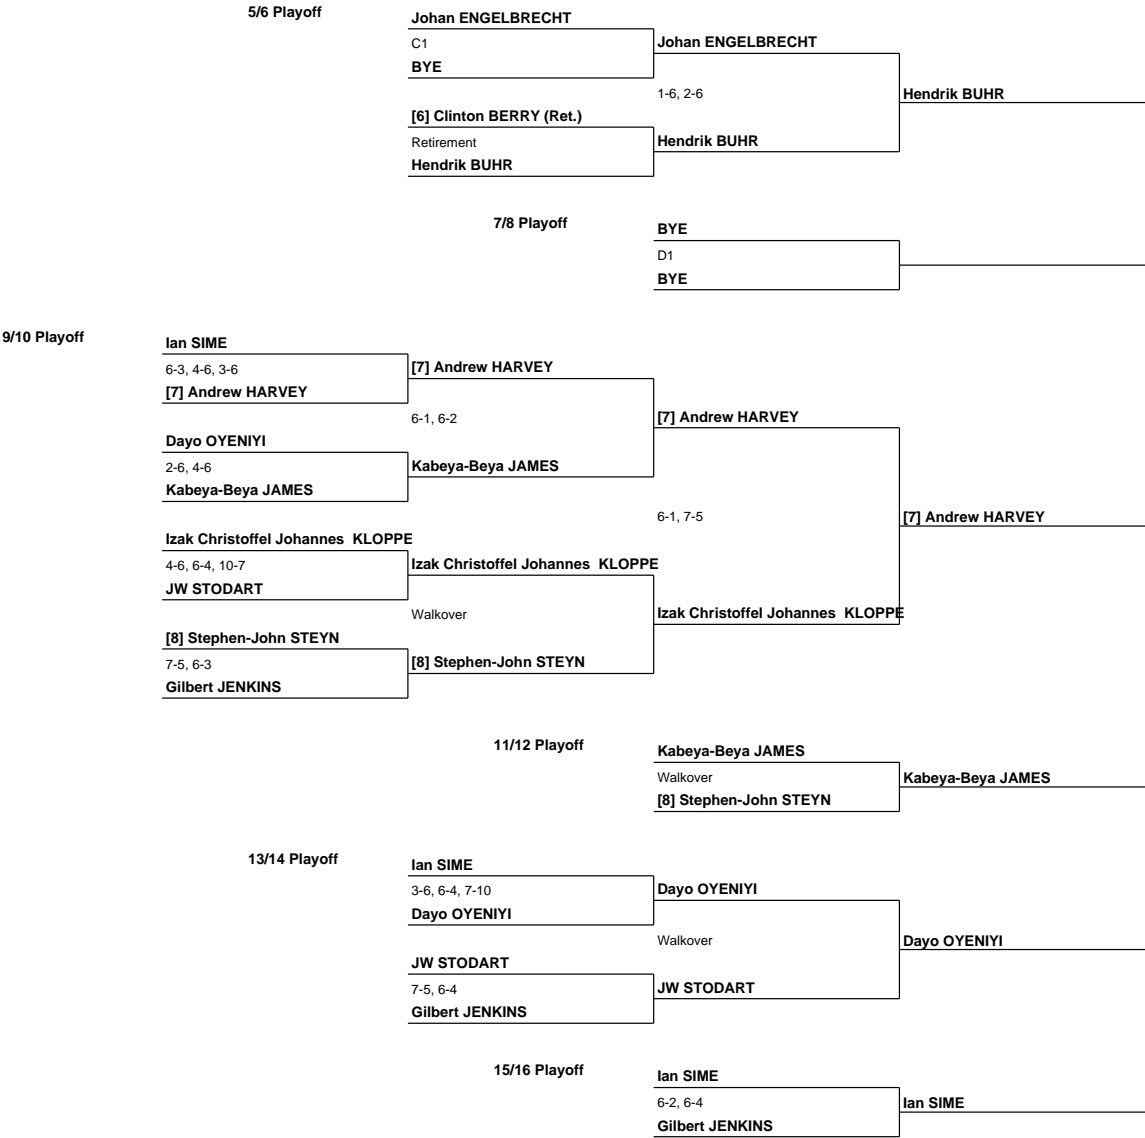 5/6 Playoff
Johan ENGELBRECHT
C1
BYE
Johan ENGELBRECHT
1-6, 2-6
Hendrik BUHR
[6] Clinton BERRY (Ret.)
Retirement
Hendrik BUHR
Hendrik BUHR
7/8 Playoff
BYE
D1
BYE
9/10 Playoff
Ian SIME
6-3, 4-6, 3-6
[7] Andrew HARVEY
[7] Andrew HARVEY
6-1, 6-2
[7] Andrew HARVEY
Dayo OYENIYI
2-6, 4-6
Kabeya-Beya JAMES
Kabeya-Beya JAMES
6-1, 7-5
[7] Andrew HARVEY
Izak Christoffel Johannes  KLOPPE
4-6, 6-4, 10-7
JW STODART
Izak Christoffel Johannes  KLOPPE
Walkover
Izak Christoffel Johannes  KLOPPE
[8] Stephen-John STEYN
7-5, 6-3
Gilbert JENKINS
[8] Stephen-John STEYN
11/12 Playoff
Kabeya-Beya JAMES
Walkover
[8] Stephen-John STEYN
Kabeya-Beya JAMES
13/14 Playoff
Ian SIME
3-6, 6-4, 7-10
Dayo OYENIYI
Dayo OYENIYI
Walkover
Dayo OYENIYI
JW STODART
7-5, 6-4
Gilbert JENKINS
JW STODART
15/16 Playoff
Ian SIME
6-2, 6-4
Gilbert JENKINS
Ian SIME